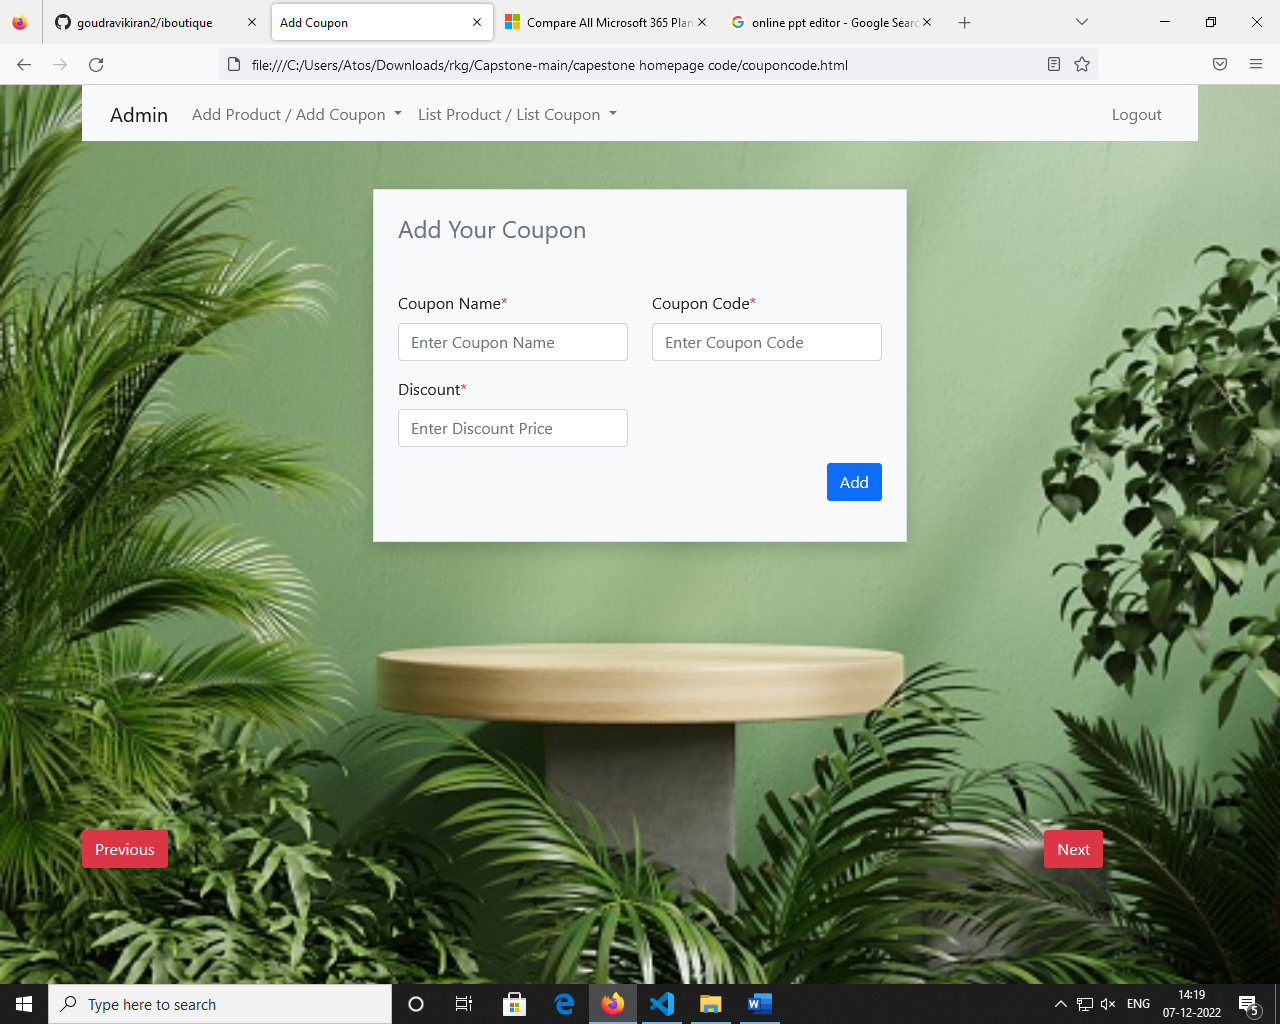 goudravikiran2/iboutique
Add Coupon
Compare All Microsoft 365 Plan
online ppt editor - Google Searc
file:///C:/Users/Atos/Downloads/rkg/Capstone-main/capestone homepage code/couponcode.html
Admin Add Product / Add Coupon List Product / List Coupon Logout
Add Your Coupon
Coupon Name* Coupon Code*
Enter Coupon Name Enter Coupon Code
Discount*
Enter Discount Price
Add
Previous Next
Type here to search
W
ENG
14:19
07-12-2022
5